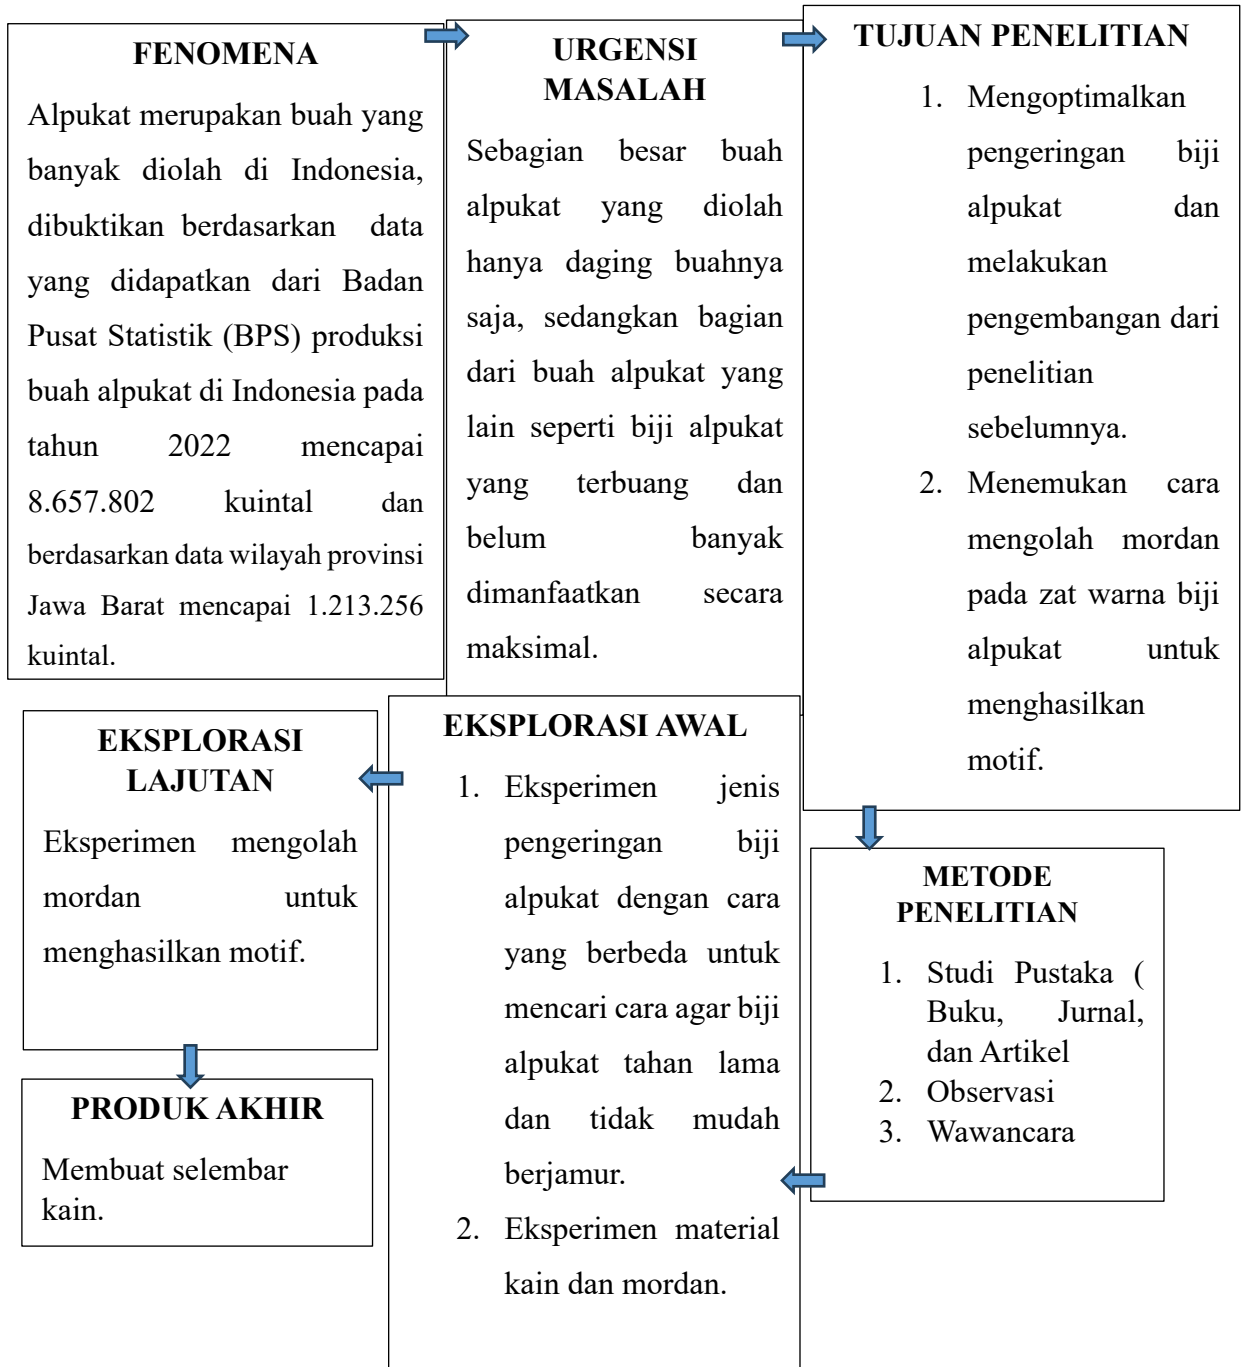 FENOMENA
Alpukat merupakan buah yang
banyak diolah di Indonesia,
dibuktikan berdasarkan data
yang didapatkan dari Badan
Pusat Statistik (BPS) produksi
buah alpukat di Indonesia pada
tahun 2022 mencapai
8.657.802 kuintal dan
berdasarkan data wilayah provinsi
Jawa Barat mencapai 1.213.256
kuintal.
URGENSI
MASALAH
Sebagian besar buah
alpukat yang diolah
hanya daging buahnya
saja, sedangkan bagian
dari buah alpukat yang
lain seperti biji alpukat
yang terbuang dan
belum banyak
dimanfaatkan secara
maksimal.
TUJUAN PENELITIAN
1. Mengoptimalkan
pengeringan biji
alpukat dan
melakukan
pengembangan dari
penelitian
sebelumnya.
2. Menemukan cara
mengolah mordan
pada zat warna biji
alpukat untuk
menghasilkan
motif.
METODE
PENELITIAN
1. Studi Pustaka (
Buku, Jurnal,
dan Artikel
2. Observasi
3. Wawancara
EKSPLORASI AWAL
1. Eksperimen jenis
pengeringan biji
alpukat dengan cara
yang berbeda untuk
mencari cara agar biji
alpukat tahan lama
dan tidak mudah
berjamur.
2. Eksperimen material
kain dan mordan.
EKSPLORASI
LAJUTAN
Eksperimen mengolah
mordan untuk
menghasilkan motif.
PRODUK AKHIR
Membuat selembar
kain.